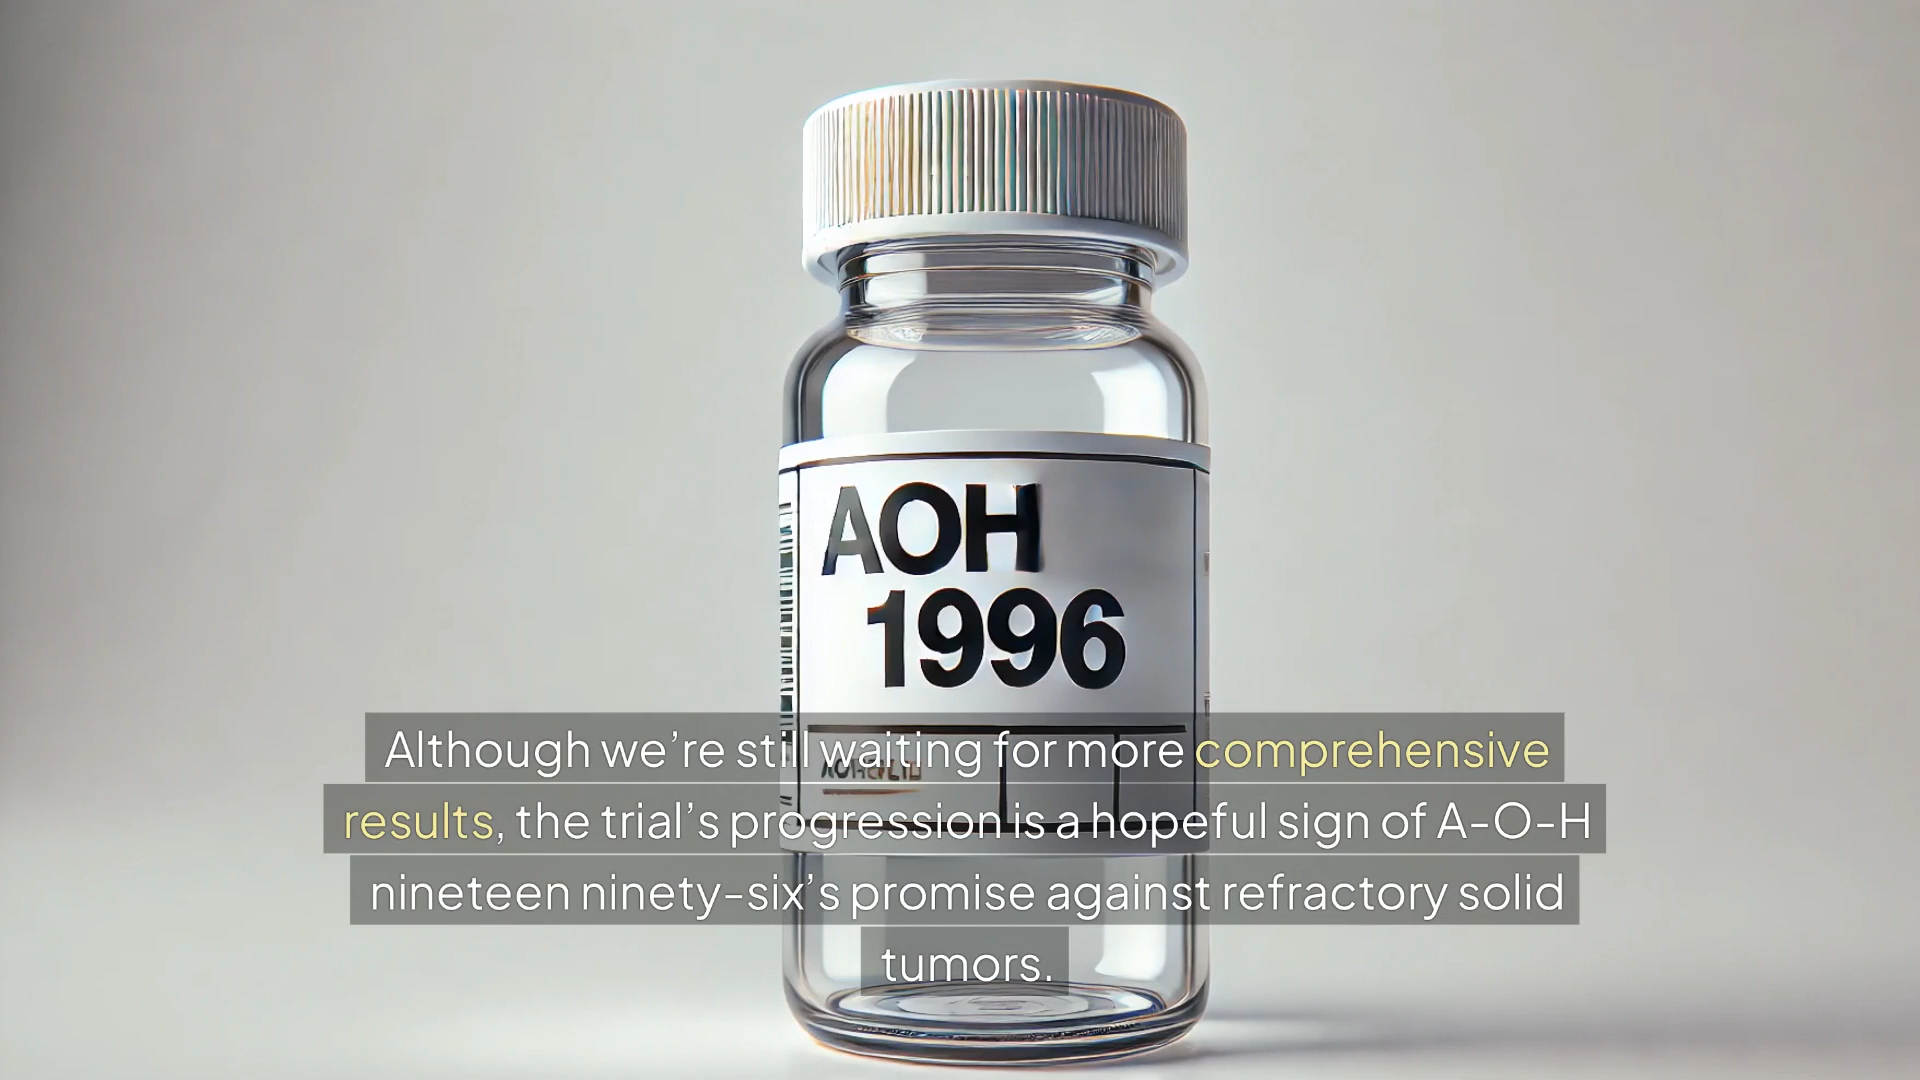 AOH
1996
Although we’re still waiting for more comprehensive
results, the trial’s progression is a hopeful sign of A-O-H
nineteen ninety-six’s promise against refractory solid
tumors.